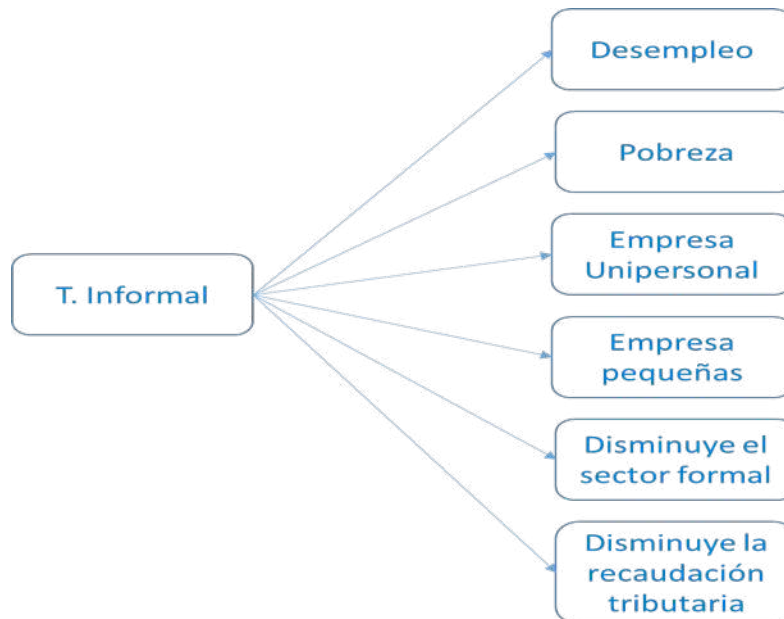 Desempleo
Pobreza
Empresa
Unipersonal
T. Informal
Empresa
pequeñas
Disminuye el
sector formal
Disminuye la
recaudación
tributaria